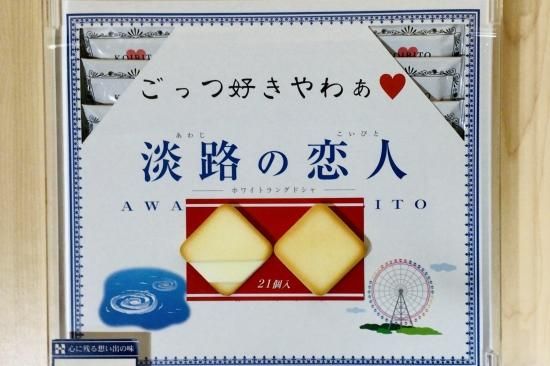 KOIBITO
KOIBITO
ごっつ好きやわぁ♥
あわじ こいびと
淡路の恋人
ホワイトラングドシャ
AWA ITO
21個入
心に残る想い出の味